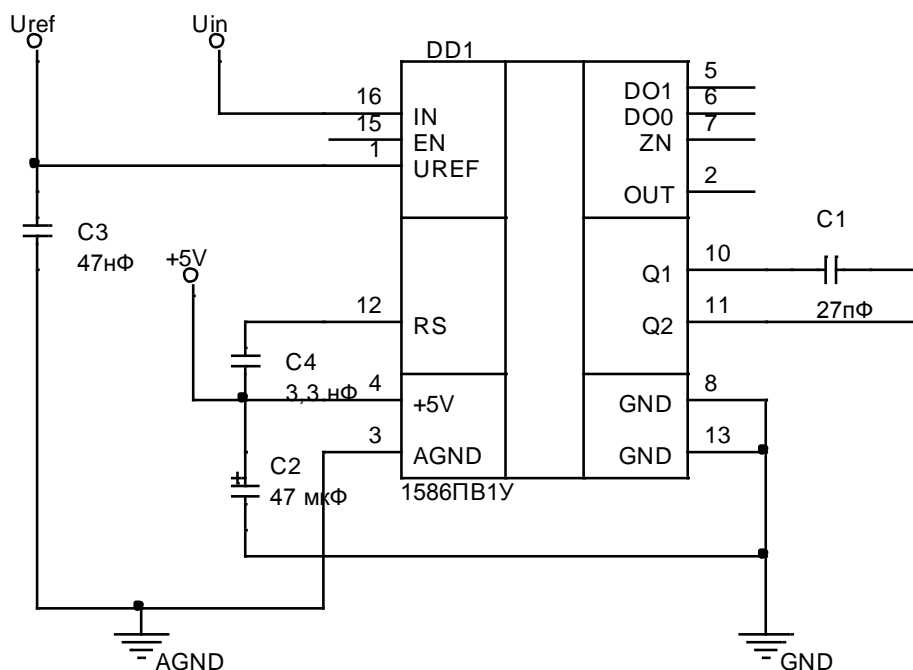 Uref
Uin
DD1
16
IN
DO1
5
15
EN
DO0
6
1
UREF
ZN
7
OUT
2
C3
47нФ
+5V
C1
Q1
10
27пФ
12
RS
Q2
11
C4
3,3 нФ
4
+5V
GND
8
3
AGND
GND
13
C2
+
47 мкФ
1586ПВ1У
AGND
GND